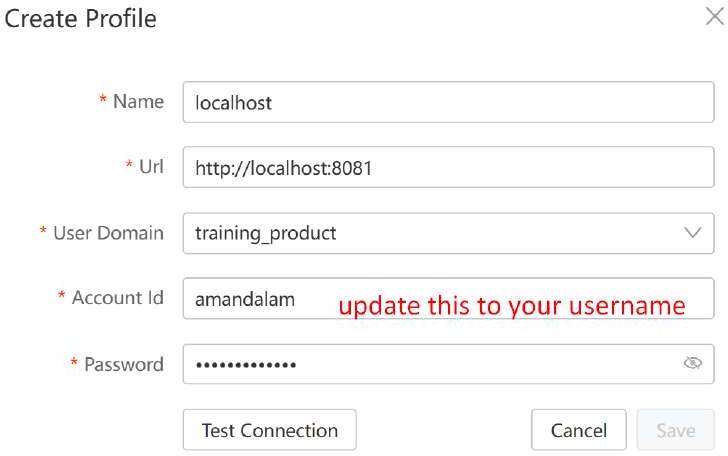 Create Profile
* Name localhost
* Url http://localhost:8081
* User Domain training_product
* Account Id amandalam update this to your username
* Password •••••••••••••
Test Connection Cancel Save